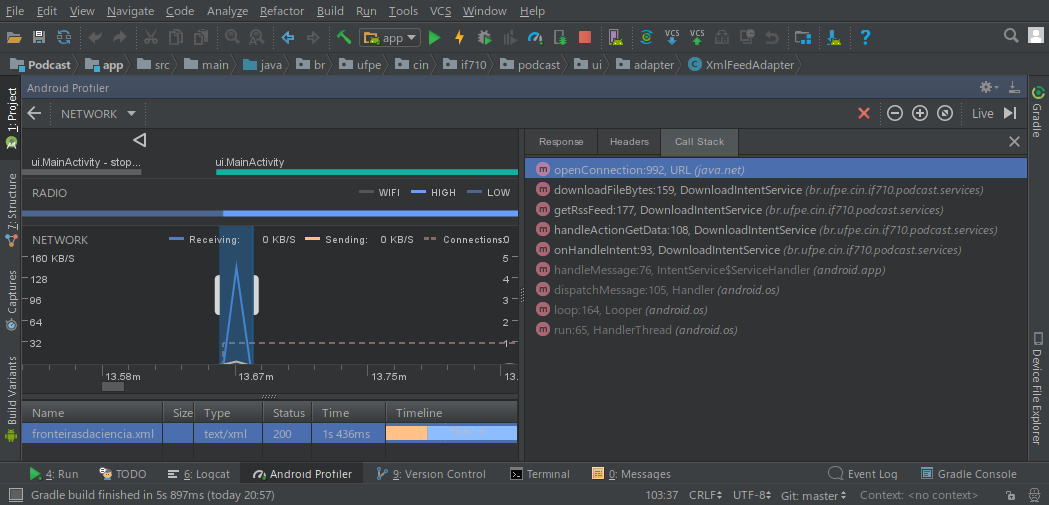 File Edit View Navigate Code Analyze Refactor Build Run Tools VCS Window Help
app
VCS VCS
Podcast app src main java br ufpe cin if710 podcast ui adapter XmlFeedAdapter
Android Profiler
NETWORK
Live
1: Project
7: Structure
Captures
Build Variants
ui.MainActivity - stop...
ui.MainActivity
RADIO
WIFI HIGH LOW
NETWORK
Receiving: 0 KB/S Sending: 0 KB/S Connections:0
160 KB/S 5
128 4
96 3
64 2
32 1
13.58m 13.67m 13.75m 13.
Name Size Type Status Time Timeline
fronteirasdaciencia.xml text/xml 200 1s 436ms
Response Headers Call Stack
openConnection:992, URL (java.net)
downloadFileBytes:159, DownloadIntentService (br.ufpe.cin.if710.podcast.services)
getRssFeed:177, DownloadIntentService (br.ufpe.cin.if710.podcast.services)
handleActionGetData:108, DownloadIntentService (br.ufpe.cin.if710.podcast.services)
onHandleIntent:93, DownloadIntentService (br.ufpe.cin.if710.podcast.services)
handleMessage:76, IntentService$ServiceHandler (android.app)
dispatchMessage:105, Handler (android.os)
loop:164, Looper (android.os)
run:65, HandlerThread (android.os)
Gradle
Device File Explorer
4: Run TODO 6: Logcat Android Profiler 9: Version Control Terminal 0: Messages Event Log Gradle Console
Gradle build finished in 5s 897ms (today 20:57) 103:37 CRLF UTF-8 Git: master Context: <no context>